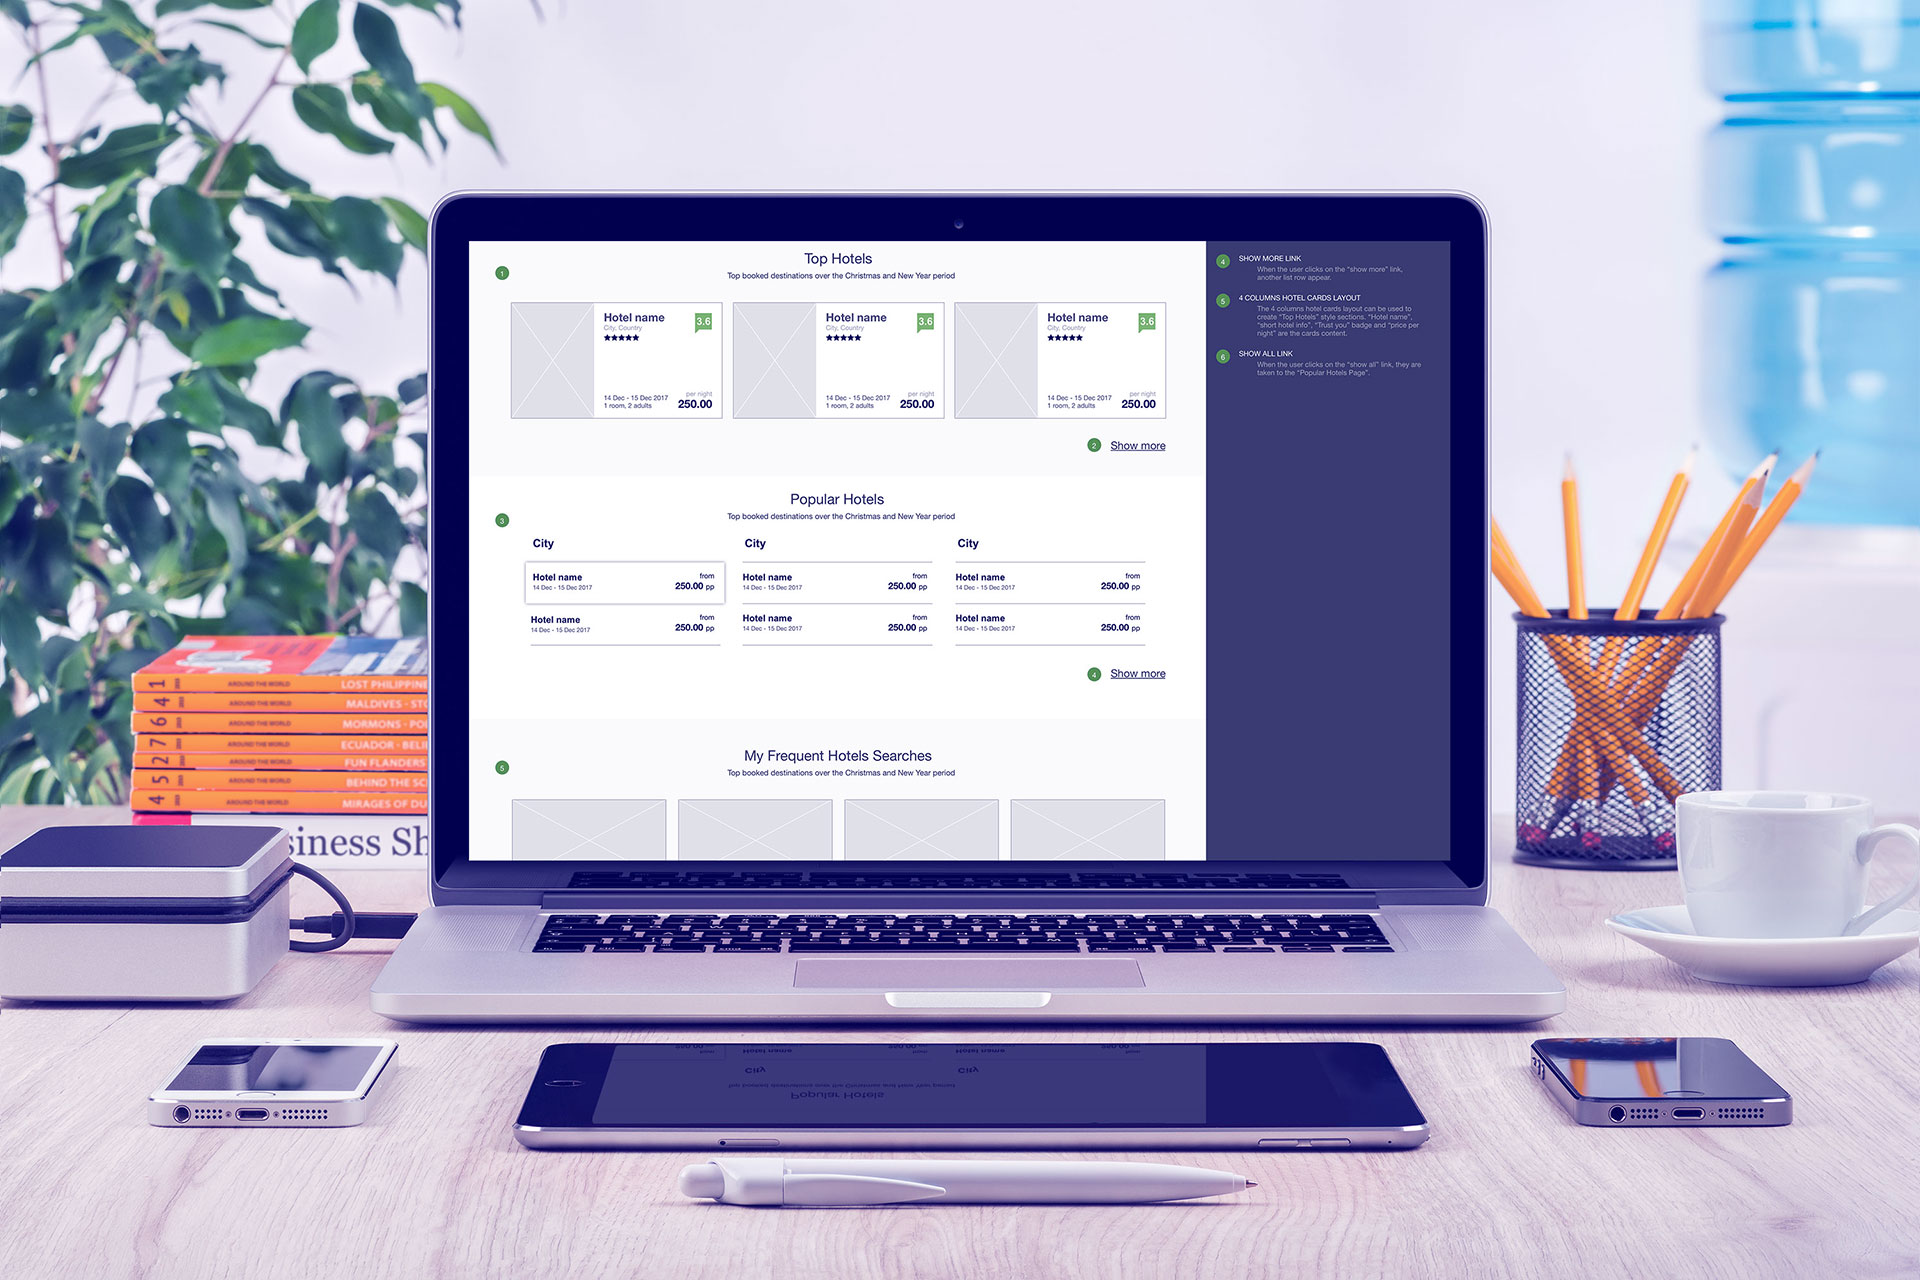 Top Hotels
Top booked destinations over the Christmas and New Year period
1
Hotel name
City, Country
3.6
14 Dec - 15 Dec 2017
1 room, 2 adults
per night
250.00
Hotel name
City, Country
3.6
14 Dec - 15 Dec 2017
1 room, 2 adults
per night
250.00
Hotel name
City, Country
3.6
14 Dec - 15 Dec 2017
1 room, 2 adults
per night
250.00
2 Show more
Popular Hotels
Top booked destinations over the Christmas and New Year period
3
City
Hotel name
14 Dec - 15 Dec 2017
from
250.00 pp
Hotel name
14 Dec - 15 Dec 2017
from
250.00 pp
City
Hotel name
14 Dec - 15 Dec 2017
from
250.00 pp
Hotel name
14 Dec - 15 Dec 2017
from
250.00 pp
City
Hotel name
14 Dec - 15 Dec 2017
from
250.00 pp
Hotel name
14 Dec - 15 Dec 2017
from
250.00 pp
4 Show more
My Frequent Hotels Searches
Top booked destinations over the Christmas and New Year period
5
4 SHOW MORE LINK
When the user clicks on the “show more” link,
another list row appear.
5 4 COLUMNS HOTEL CARDS LAYOUT
The 4 columns hotel cards layout can be used to
create “Top Hotels” style sections. “Hotel name”,
“short hotel info”, “Trust you” badge and “price per
night” are the cards content.
6 SHOW ALL LINK
When the user clicks on the “show all” link, they are
taken to the “Popular Hotels Page”.
1 AROUND THE WORLD LOST PHILIPPINE
4 AROUND THE WORLD MALDIVES - STO
6 AROUND THE WORLD MORMONS - PO
7 AROUND THE WORLD ECUADOR - BELI
2 AROUND THE WORLD FUN FLANDERS
5 AROUND THE WORLD BEHIND THE SC
4 AROUND THE WORLD MIRAGES OF DU
siness Sh